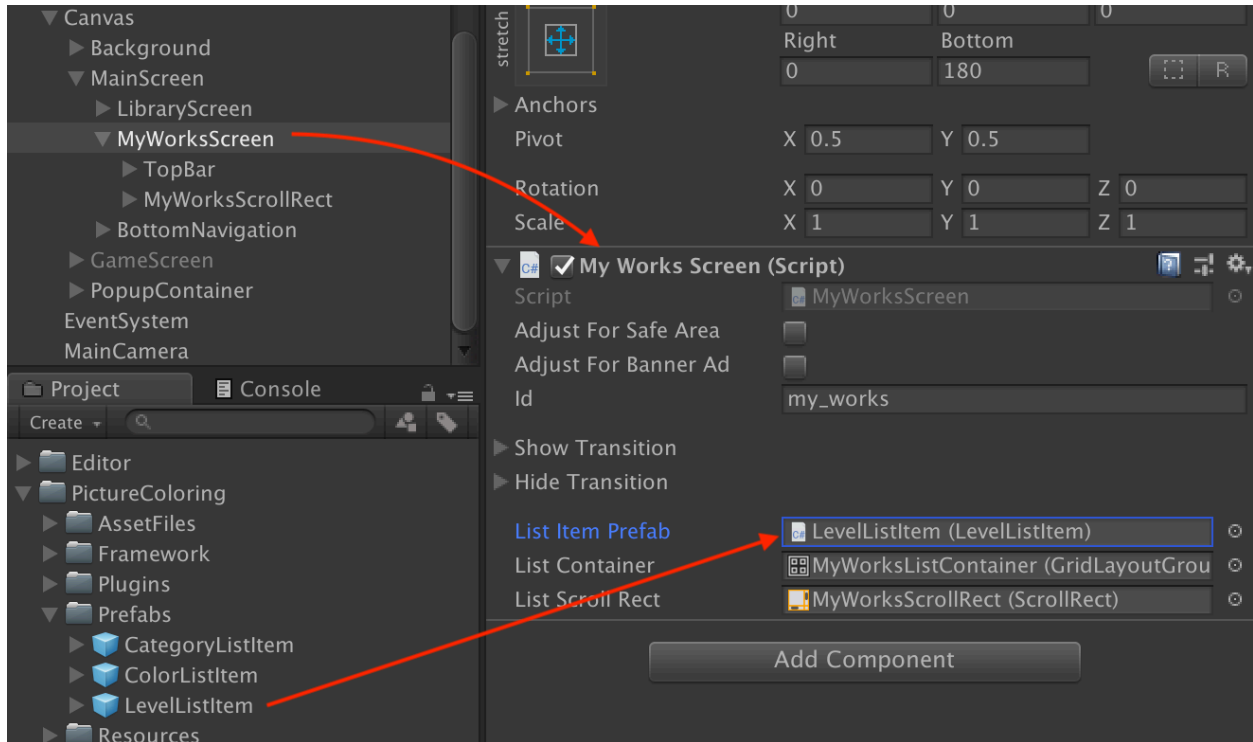 Canvas
Background
MainScreen
LibraryScreen
MyWorksScreen
TopBar
MyWorksScrollRect
BottomNavigation
GameScreen
PopupContainer
EventSystem
MainCamera
Project Console
Create
Editor
PictureColoring
AssetFiles
Framework
Plugins
Prefabs
CategoryListItem
ColorListItem
LevelListItem
Resources
stretch
0 0 0
Right Bottom
0 180 R
Anchors
Pivot X 0.5 Y 0.5
Rotation X 0 Y 0 Z 0
Scale X 1 Y 1 Z 1
C# My Works Screen (Script)
Script C# MyWorksScreen
Adjust For Safe Area
Adjust For Banner Ad
Id my_works
Show Transition
Hide Transition
List Item Prefab C# LevelListItem (LevelListItem)
List Container MyWorksListContainer (GridLayoutGrou
List Scroll Rect MyWorksScrollRect (ScrollRect)
Add Component